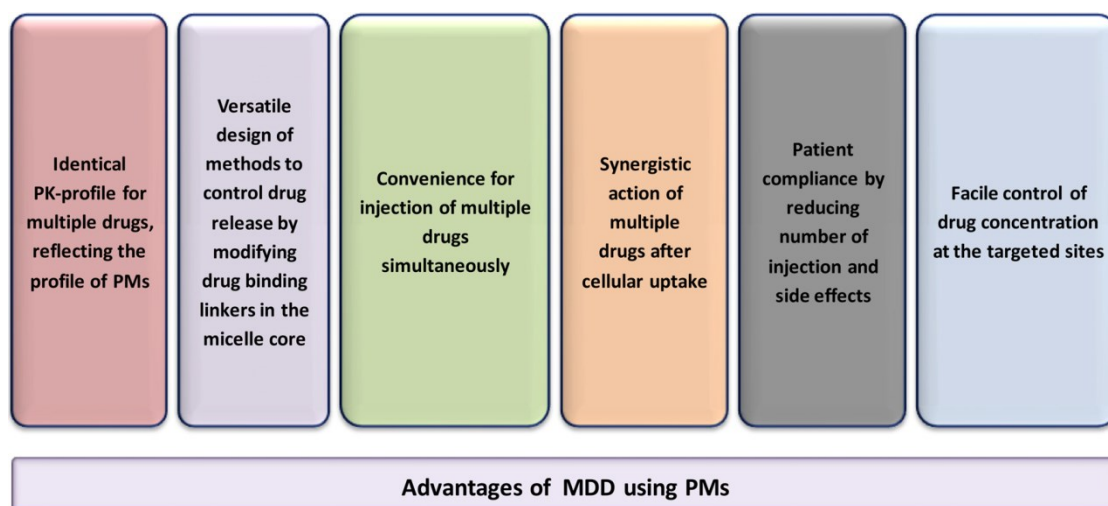 Identical
PK-profile for
multiple drugs,
reflecting the
profile of PMs
Versatile
design of
methods to
control drug
release by
modifying
drug binding
linkers in the
micelle core
Convenience for
injection of multiple
drugs
simultaneously
Synergistic
action of
multiple
drugs after
cellular uptake
Patient
compliance by
reducing
number of
injection and
side effects
Facile control of
drug concentration
at the targeted sites
Advantages of MDD using PMs